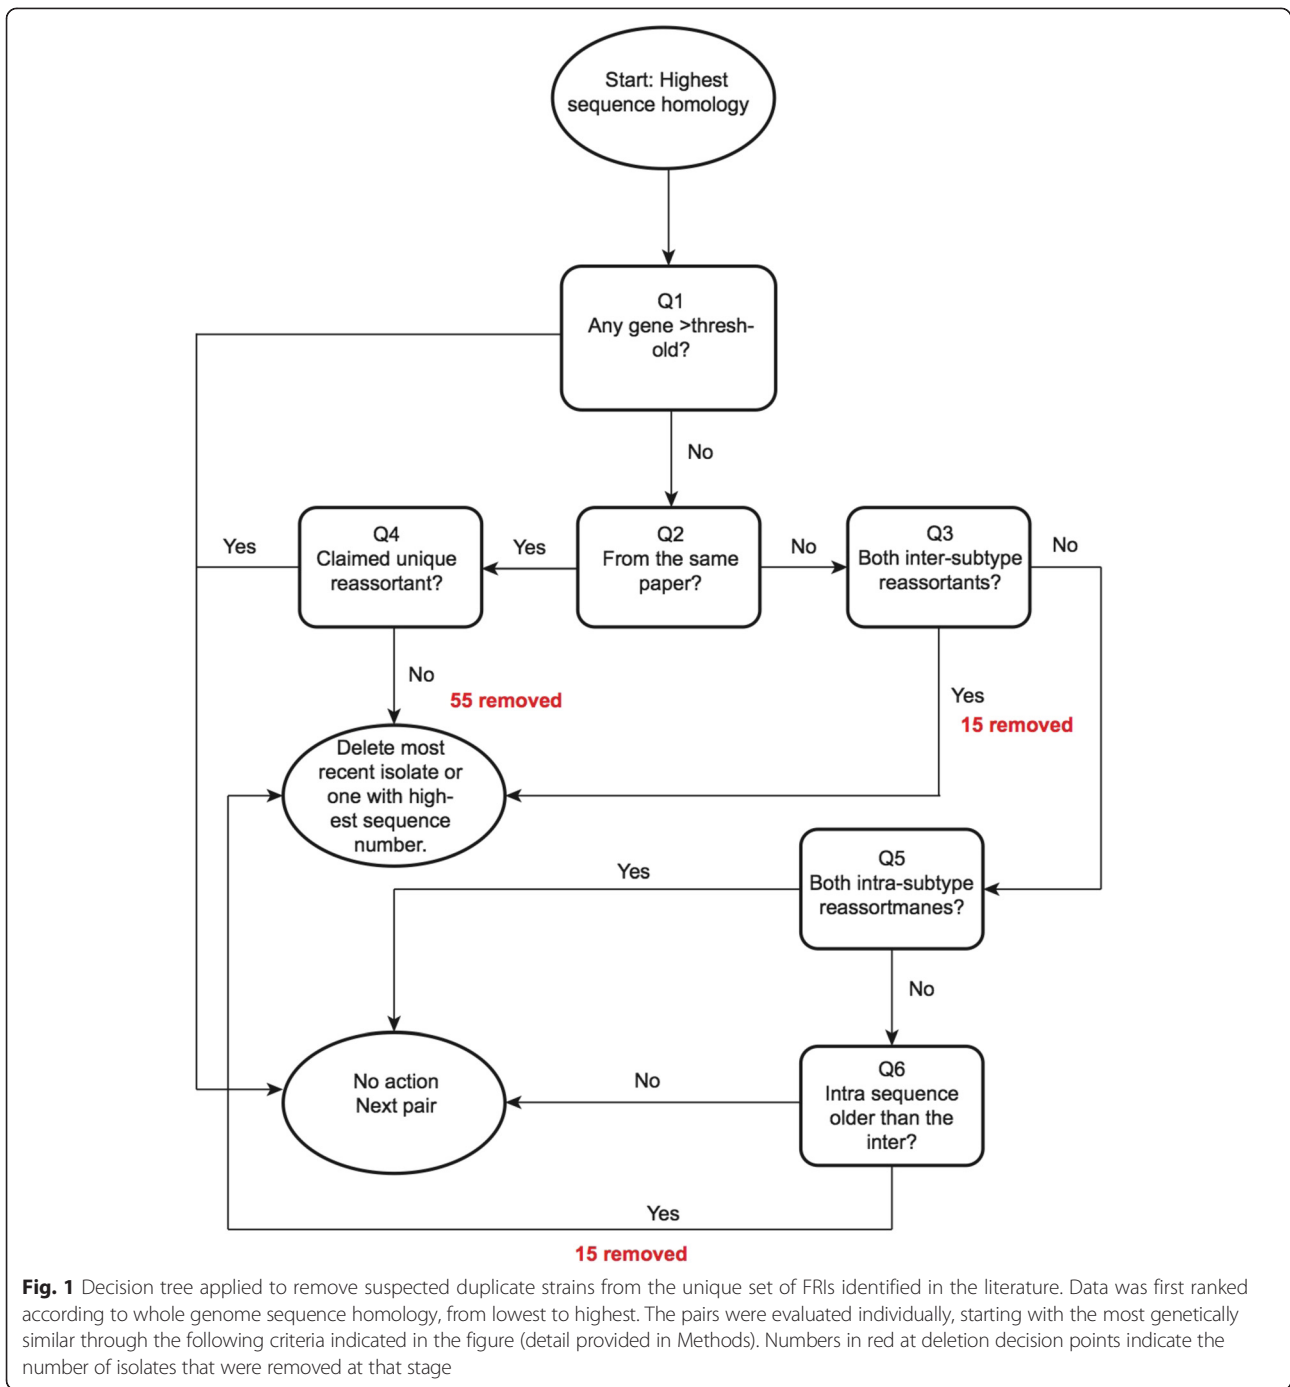 Start: Highest
sequence homology
Q1
Any gene >thresh-
old?
No
Q4
Claimed unique
reassortant?
Yes
Q2
From the same
paper?
Yes
No
Q3
Both inter-subtype
reassortants?
No
No
55 removed
Yes
15 removed
Delete most
recent isolate or
one with high-
est sequence
number.
Q5
Both intra-subtype
reassortmanes?
Yes
No
No action
Next pair
No
Q6
Intra sequence
older than the
inter?
Yes
15 removed
Fig. 1 Decision tree applied to remove suspected duplicate strains from the unique set of FRIs identified in the literature. Data was first ranked
according to whole genome sequence homology, from lowest to highest. The pairs were evaluated individually, starting with the most genetically
similar through the following criteria indicated in the figure (detail provided in Methods). Numbers in red at deletion decision points indicate the
number of isolates that were removed at that stage